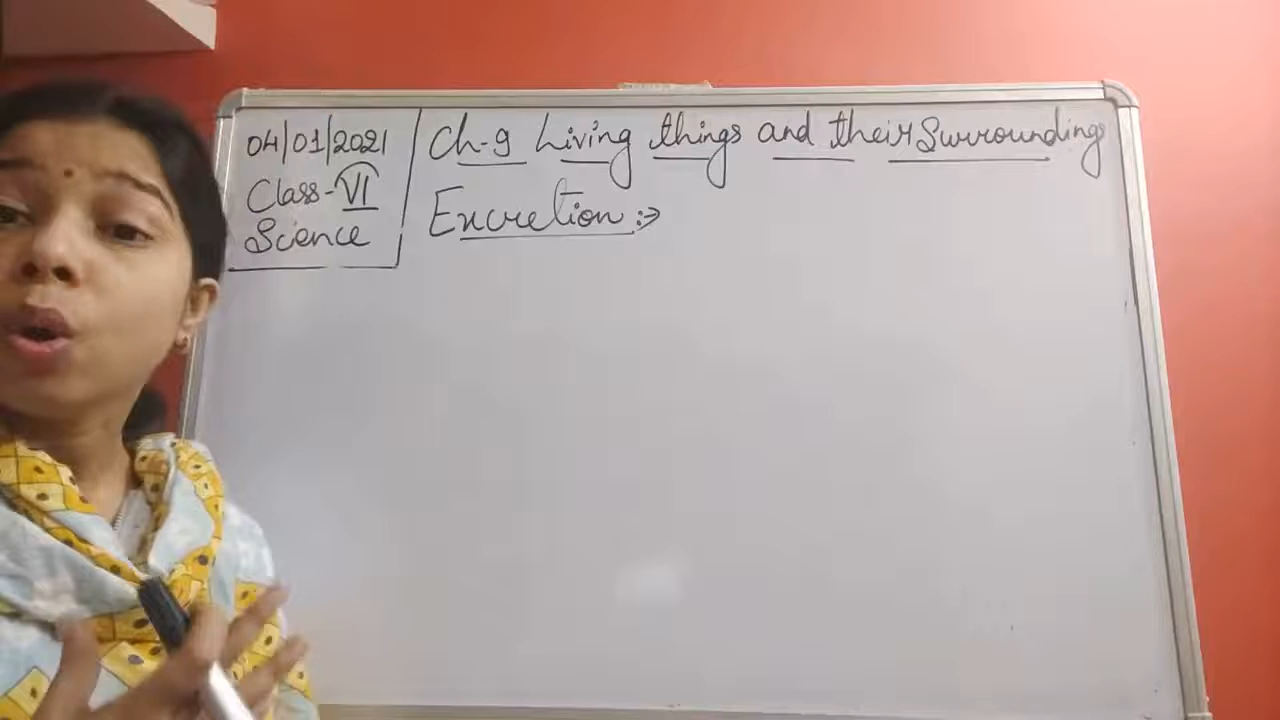 04/01/2021
Class-VI
Science
Ch-9 Living things and their Surroundings
Excretion :->